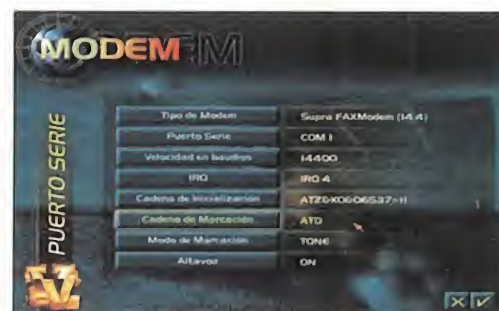 MODEM
PUERTO SERIE
Tipo de Modem Supra FAXModem (14.4)
Puerto Serie COM 1
Velocidad en baudios 14400
IRQ IRQ 4
Cadena de Inicialización
Cadena de Marcación ATD
Modo de Marcación TONE
Altavoz ON